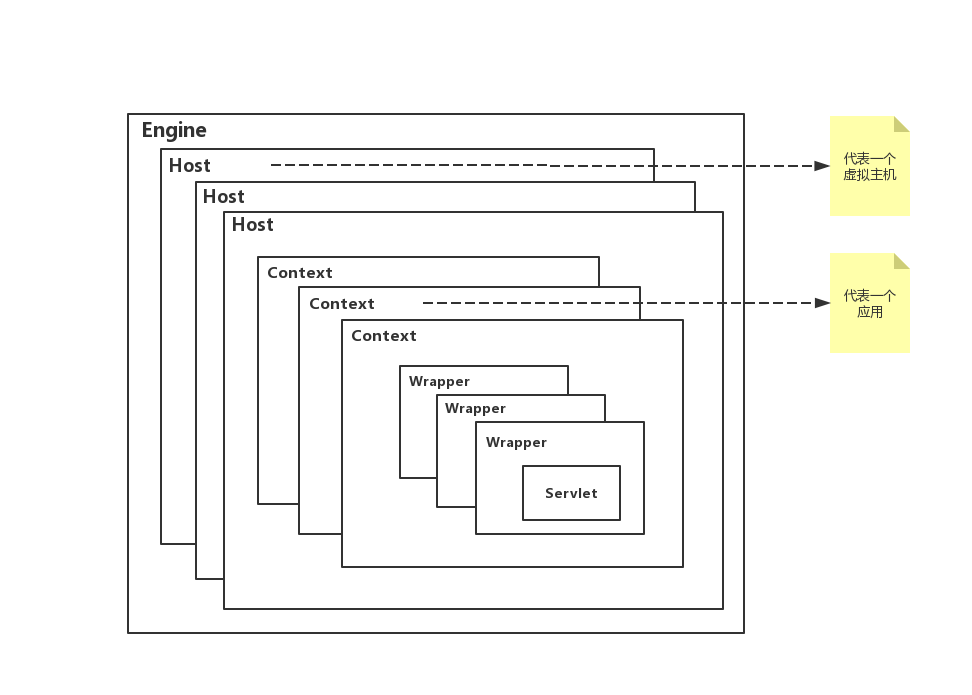 Engine
Host
代表一个
虚拟主机
Host
Host
Context
Context
代表一个
应用
Context
Wrapper
Wrapper
Wrapper
Servlet